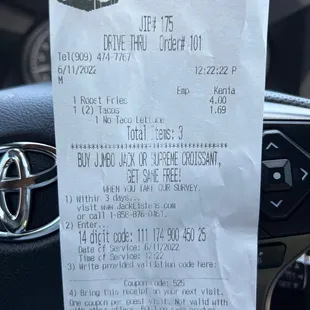 JIB# 175
DRIVE THRU Order# 101
Tel(909) 474-7767
6/11/2022 12:22:22 P
M
Emp Kenia
1 Roost Fries 4.00
1 (2) Tacos 1.69
1 No Taco Lettuce
Total Items: 3
BUY JUMBO JACK OR SUPREME CROISSANT,
GET SAME FREE!
WHEN YOU TAKE OUR SURVEY.
1) Within 3 days...
visit www.JackListens.com
or call 1-858-876-0461.
2) Enter...
14 digit code: 111 174 900 450 25
Date of Service: 6/11/2022
Time of Service: 12:22
3) Write provided validation code here:
Coupon code: 525
4) Bring this receipt on your next visit.
One coupon per guest visit. Not valid with